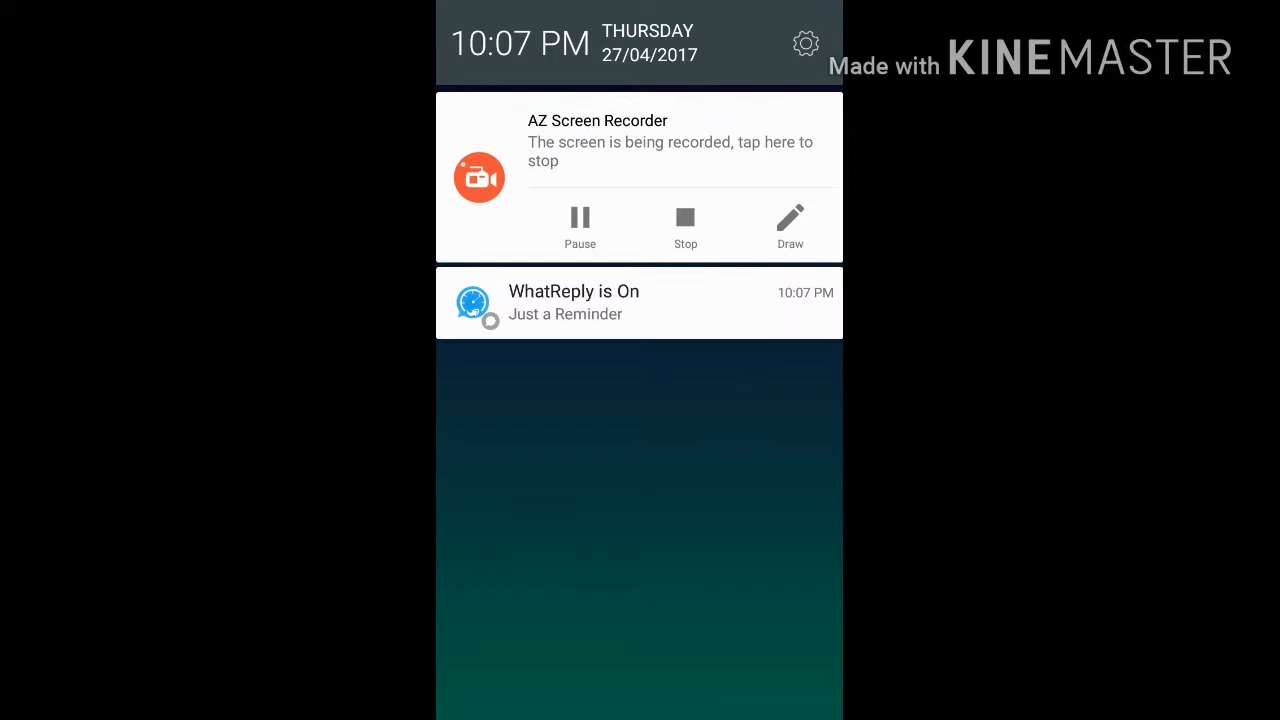 10:07 PM
THURSDAY
27/04/2017
Made with KINEMASTER
AZ Screen Recorder
The screen is being recorded, tap here to
stop
Pause
Stop
Draw
WhatReply is On
10:07 PM
Just a Reminder